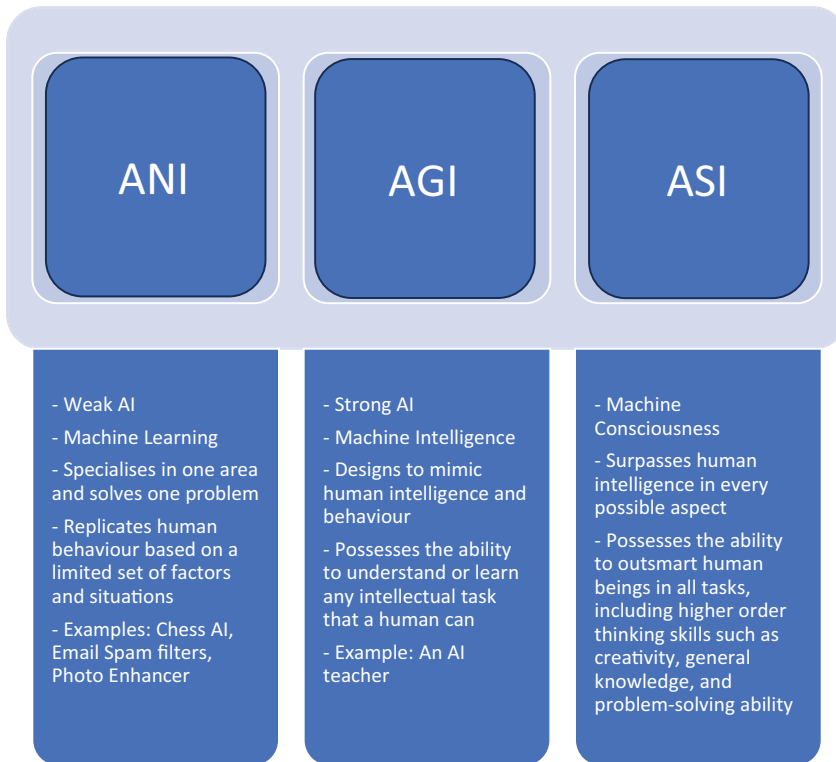 ANI
AGI
ASI
- Weak AI
- Machine Learning
- Specialises in one area
and solves one problem
- Replicates human
behaviour based on a
limited set of factors
and situations
- Examples: Chess AI,
Email Spam filters,
Photo Enhancer
- Strong AI
- Machine Intelligence
- Designs to mimic
human intelligence and
behaviour
- Possesses the ability
to understand or learn
any intellectual task
that a human can
- Example: An AI
teacher
- Machine
Consciousness
- Surpasses human
intelligence in every
possible aspect
- Possesses the ability
to outsmart human
beings in all tasks,
including higher order
thinking skills such as
creativity, general
knowledge, and
problem-solving ability